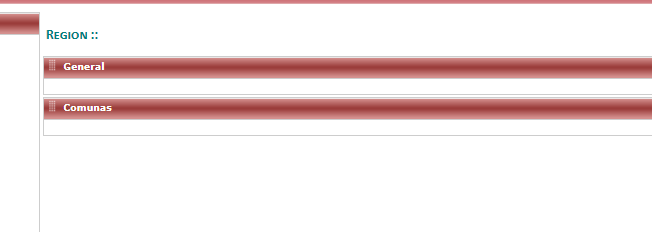 Region ::
General
Comunas